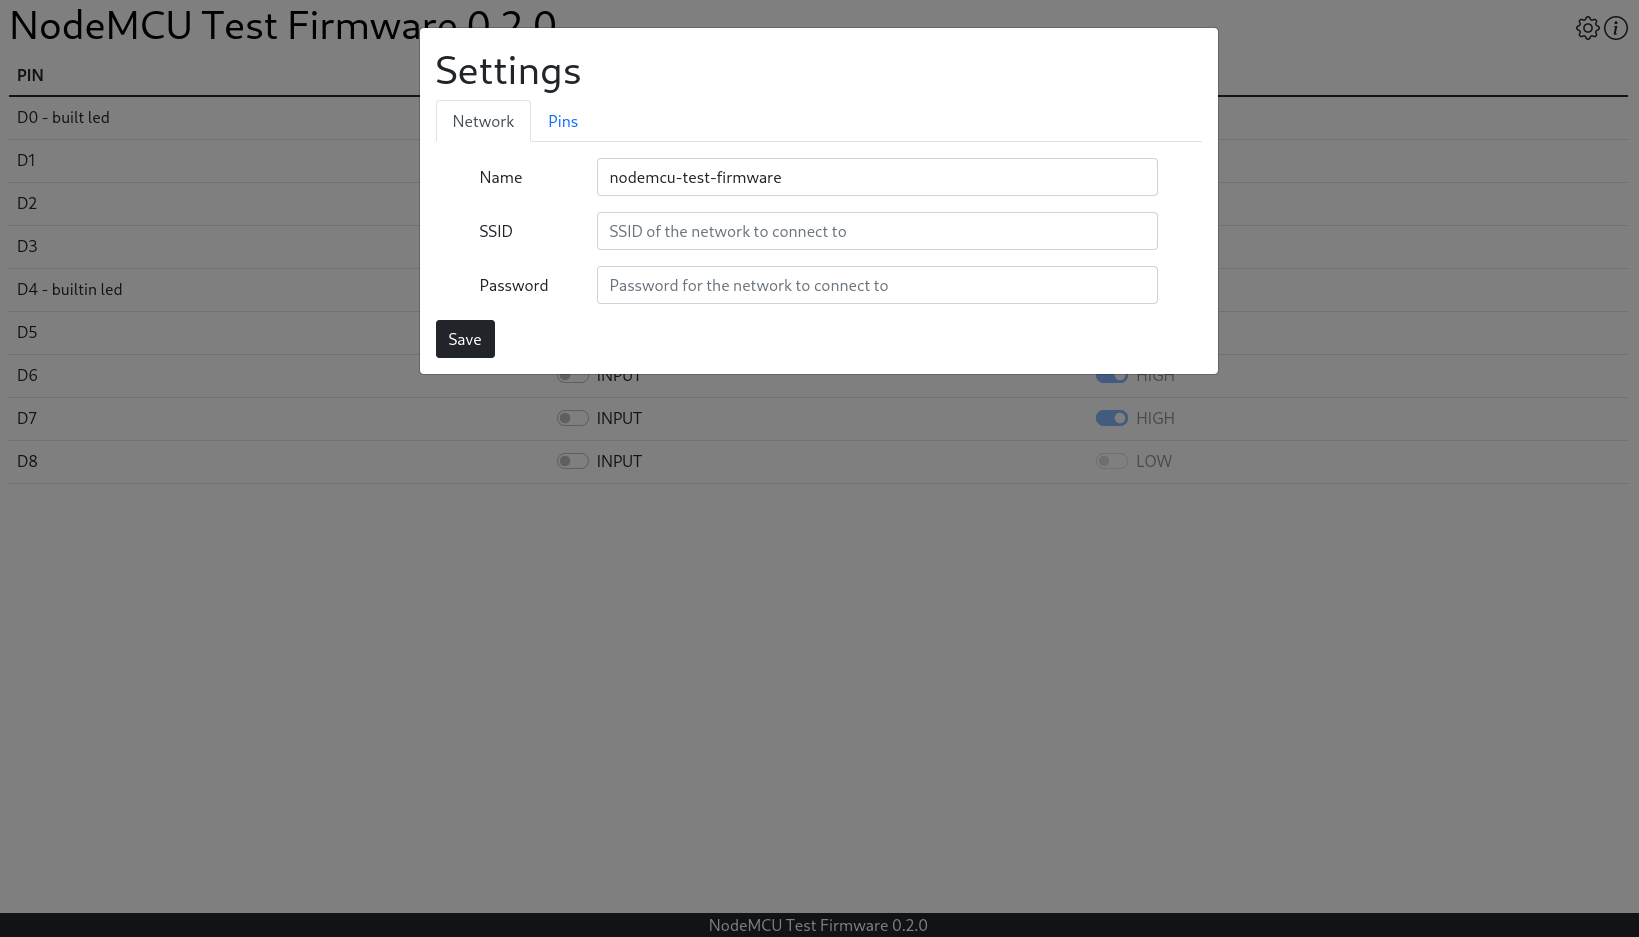 NodeMCU Test Firmware 0.2.0
PIN
Settings
Network Pins
Name nodemcu-test-firmware
SSID SSID of the network to connect to
Password Password for the network to connect to
Save
D0 - built led
D1
D2
D3
D4 - builtin led
D5
D6 INPUT HIGH
D7 INPUT HIGH
D8 INPUT LOW
NodeMCU Test Firmware 0.2.0